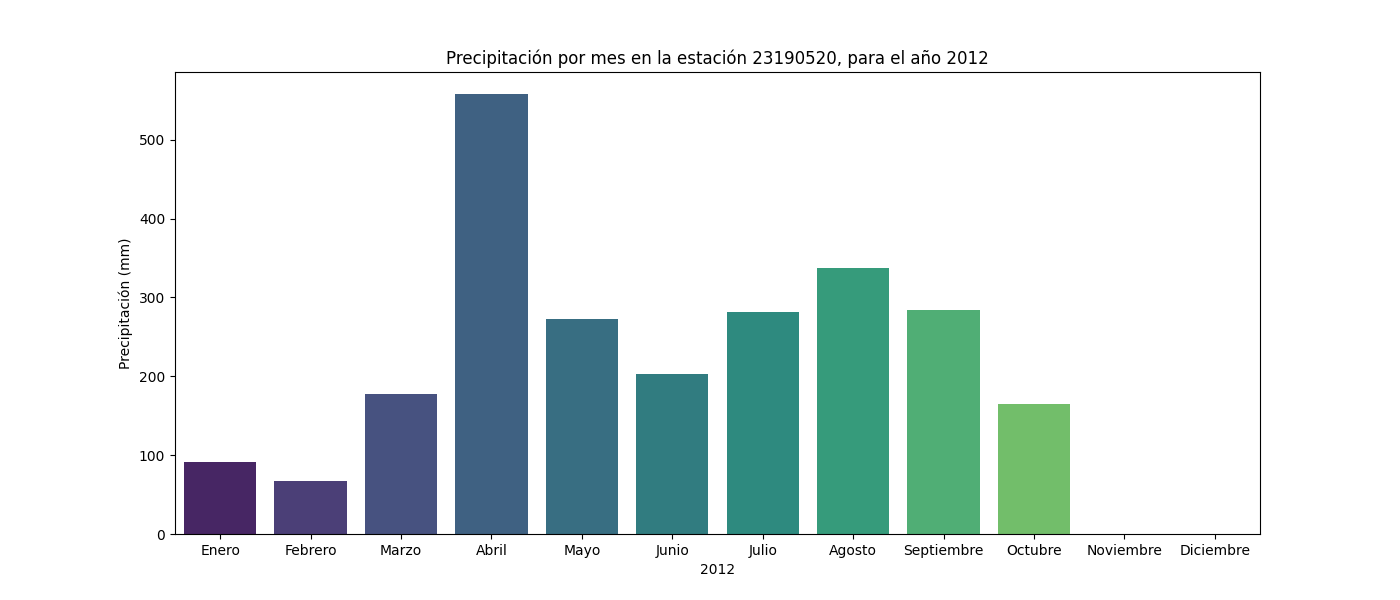 Precipitación por mes en la estación 23190520, para el año 2012
Precipitación (mm)
500
400
300
200
100
0
Enero Febrero Marzo Abril Mayo Junio Julio Agosto Septiembre Octubre Noviembre Diciembre
2012